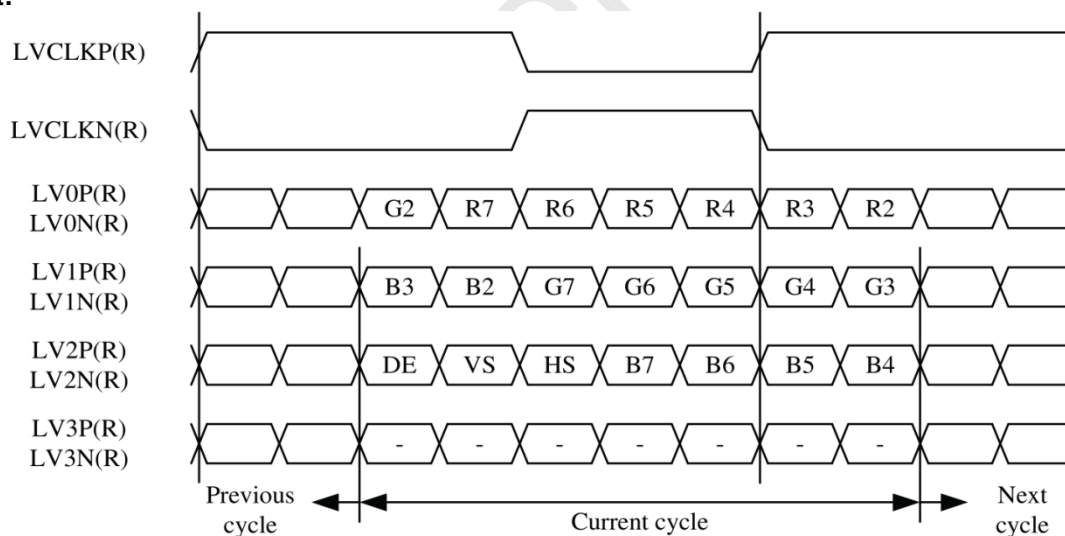 LVCLKP(R)
LVCLKN(R)
LV0P(R)
LV0N(R)
G2 R7 R6 R5 R4 R3 R2
LV1P(R)
LV1N(R)
B3 B2 G7 G6 G5 G4 G3
LV2P(R)
LV2N(R)
DE VS HS B7 B6 B5 B4
LV3P(R)
LV3N(R)
- - - - - - -
Previous
cycle
Current cycle
Next
cycle